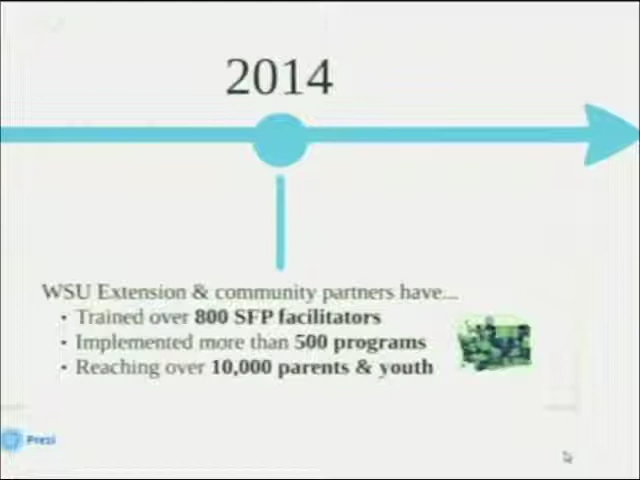 2014
WSU Extension & community partners have...
• Trained over 800 SFP facilitators
• Implemented more than 500 programs
• Reaching over 10,000 parents & youth
Prezi